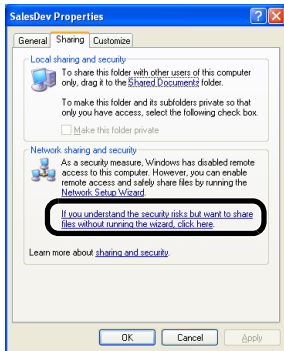 SalesDev Properties
General Sharing Customize
Local sharing and security
To share this folder with other users of this computer
only, drag it to the Shared Documents folder.
To make this folder and its subfolders private so that
only you have access, select the following check box.
Make this folder private
Network sharing and security
As a security measure, Windows has disabled remote
access to this computer. However, you can enable
remote access and safely share files by running the
Network Setup Wizard.
If you understand the security risks but want to share
files without running the wizard, click here.
Learn more about sharing and security.
OK Cancel Apply